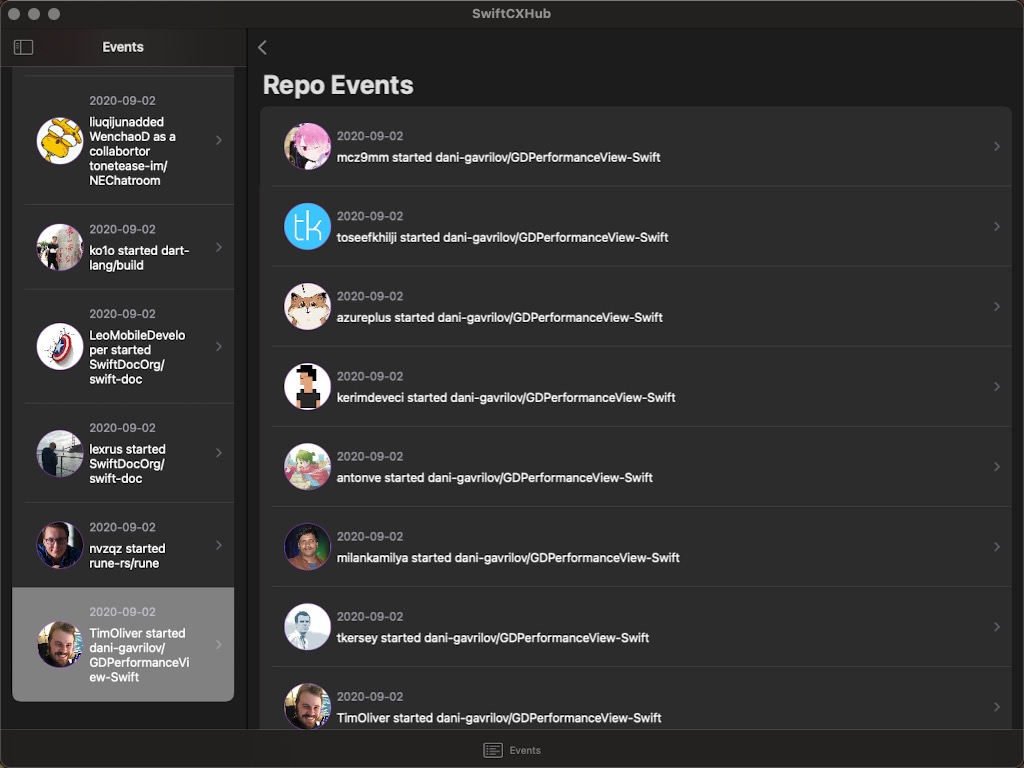 SwiftCXHub
Events
2020-09-02
liuqijunadded
WenchaoD as a
collabortor
tonetease-im/
NEChatroom
2020-09-02
ko1o started dart-
lang/build
2020-09-02
LeoMobileDevelo
per started
SwiftDocOrg/
swift-doc
2020-09-02
lexrus started
SwiftDocOrg/
swift-doc
2020-09-02
nvzqz started
rune-rs/rune
2020-09-02
TimOliver started
dani-gavrilov/
GDPerformanceVi
ew-Swift
Repo Events
2020-09-02
mcz9mm started dani-gavrilov/GDPerformanceView-Swift
tk
2020-09-02
toseefkhilji started dani-gavrilov/GDPerformanceView-Swift
2020-09-02
azureplus started dani-gavrilov/GDPerformanceView-Swift
2020-09-02
kerimdeveci started dani-gavrilov/GDPerformanceView-Swift
2020-09-02
antonve started dani-gavrilov/GDPerformanceView-Swift
2020-09-02
milankamilya started dani-gavrilov/GDPerformanceView-Swift
2020-09-02
tkersey started dani-gavrilov/GDPerformanceView-Swift
2020-09-02
TimOliver started dani-gavrilov/GDPerformanceView-Swift
Events